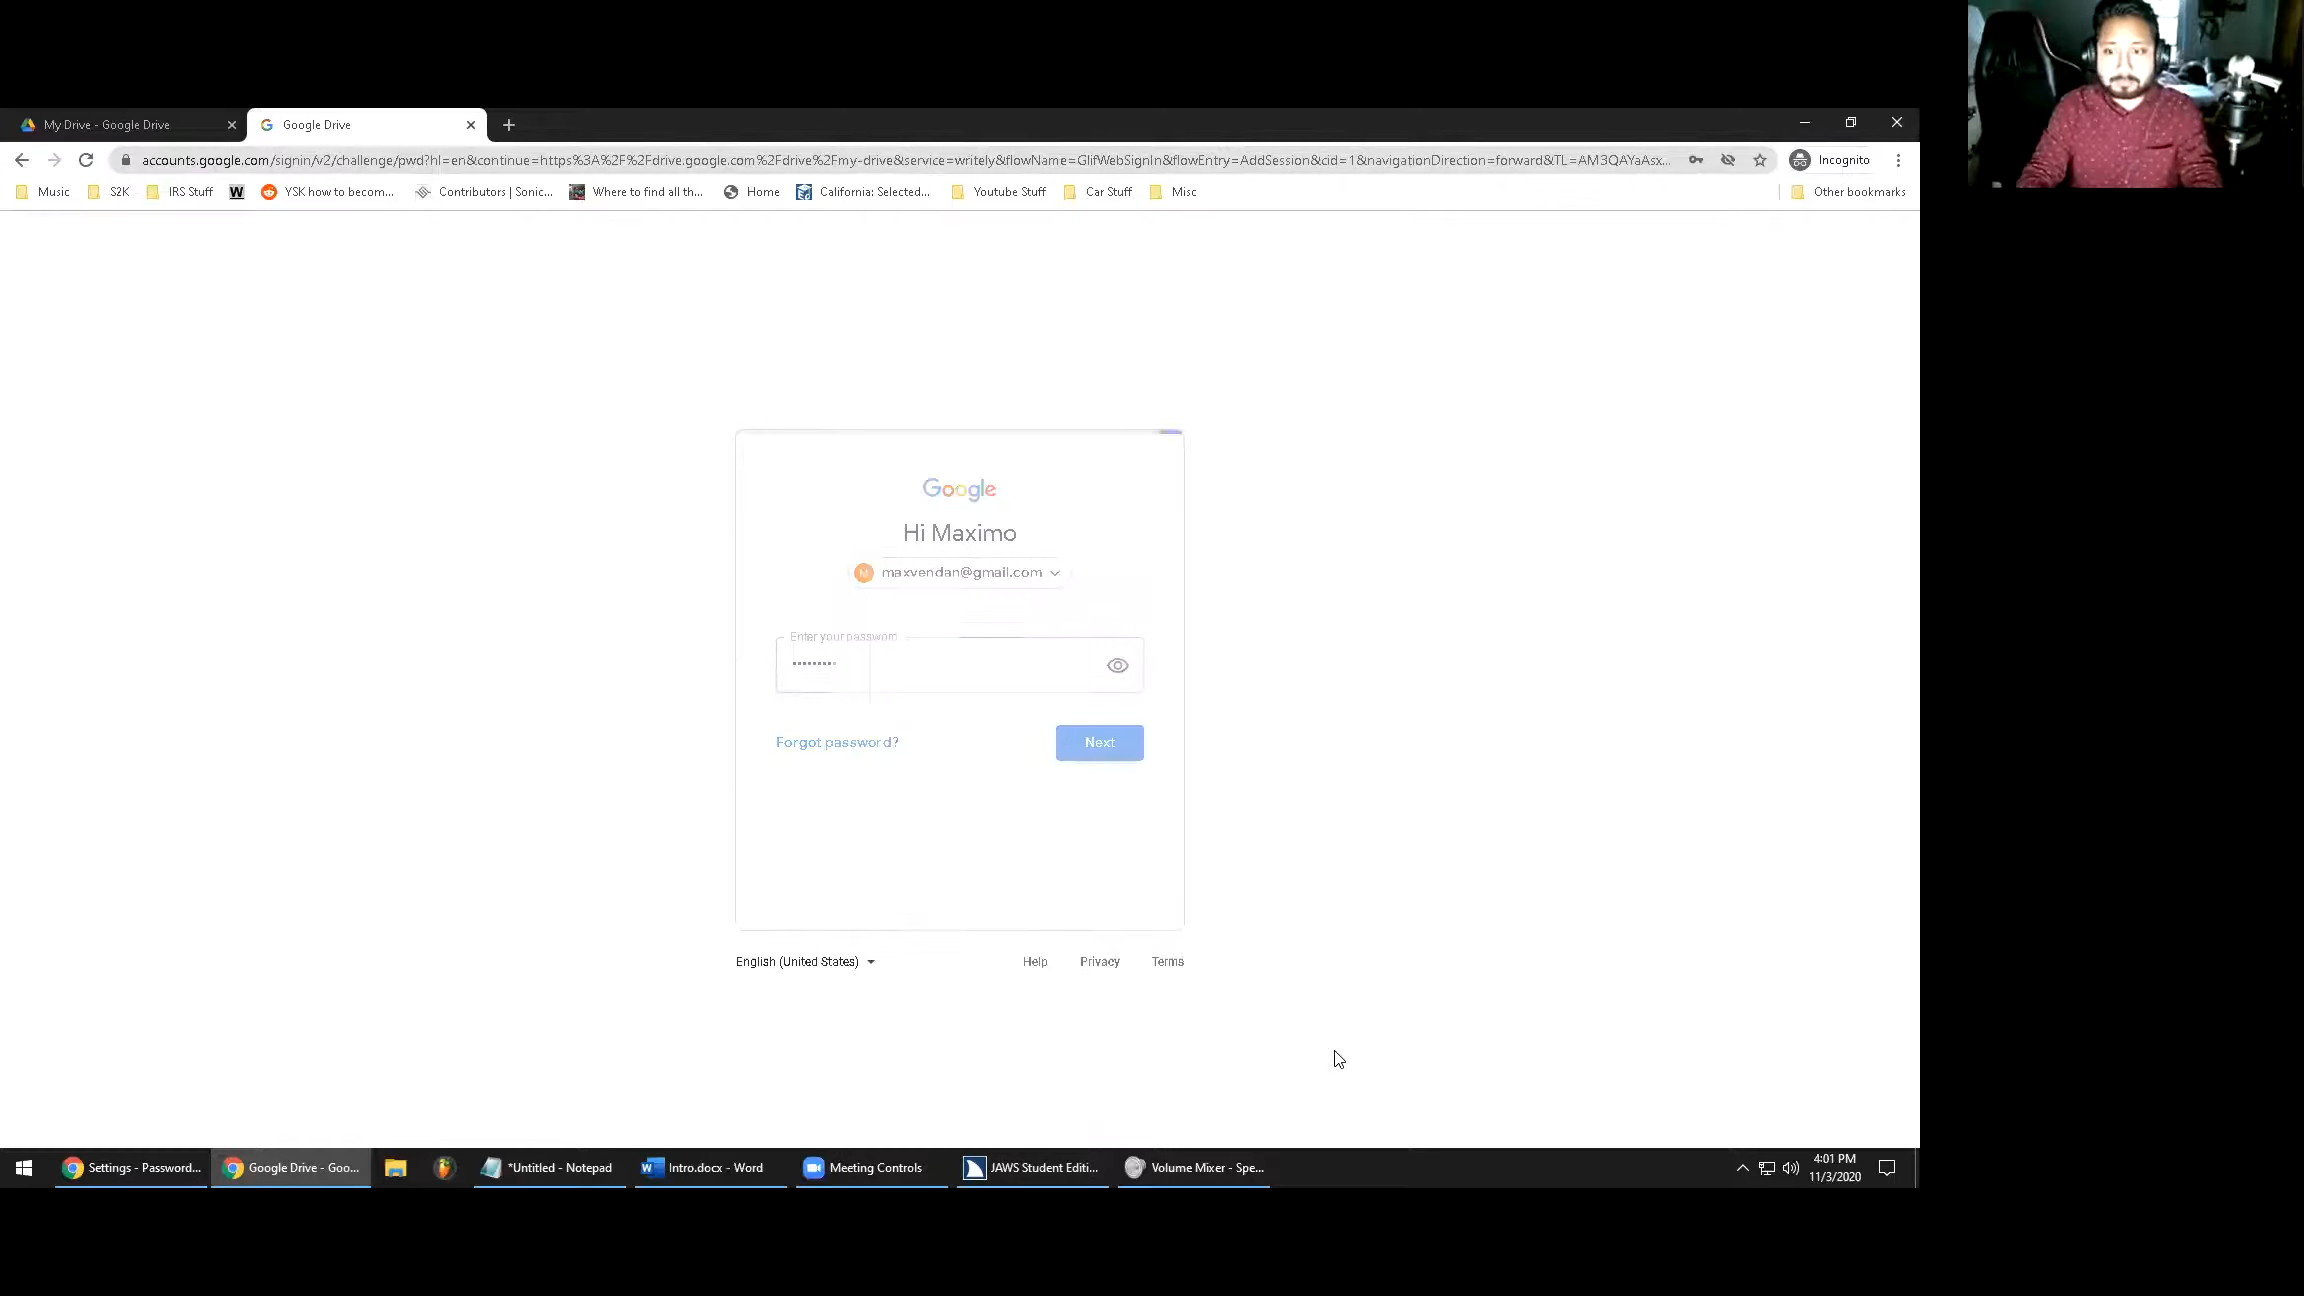 My Drive - Google Drive
Google Drive
accounts.google.com/signin/v2/challenge/pwd?hl=en&continue=https%3A%2F%2Fdrive.google.com%2Fdrive%2Fmy-drive&service=writely&flowName=GlifWebSignIn&flowEntry=AddSession&cid=1&navigationDirection=forward&TL=AM3QAYaAsx...
Incognito
Music
S2K
IRS Stuff
W
YSK how to becom...
Contributors | Sonic...
Where to find all th...
Home
California: Selected...
Youtube Stuff
Car Stuff
Misc
Other bookmarks
Google
Hi Maximo
M
maxvendan@gmail.com
Enter your password
Forgot password?
Next
English (United States)
Help
Privacy
Terms
Settings - Password...
Google Drive - Goo...
*Untitled - Notepad
Intro.docx - Word
Meeting Controls
JAWS Student Editi...
Volume Mixer - Spe...
4:01 PM
11/3/2020